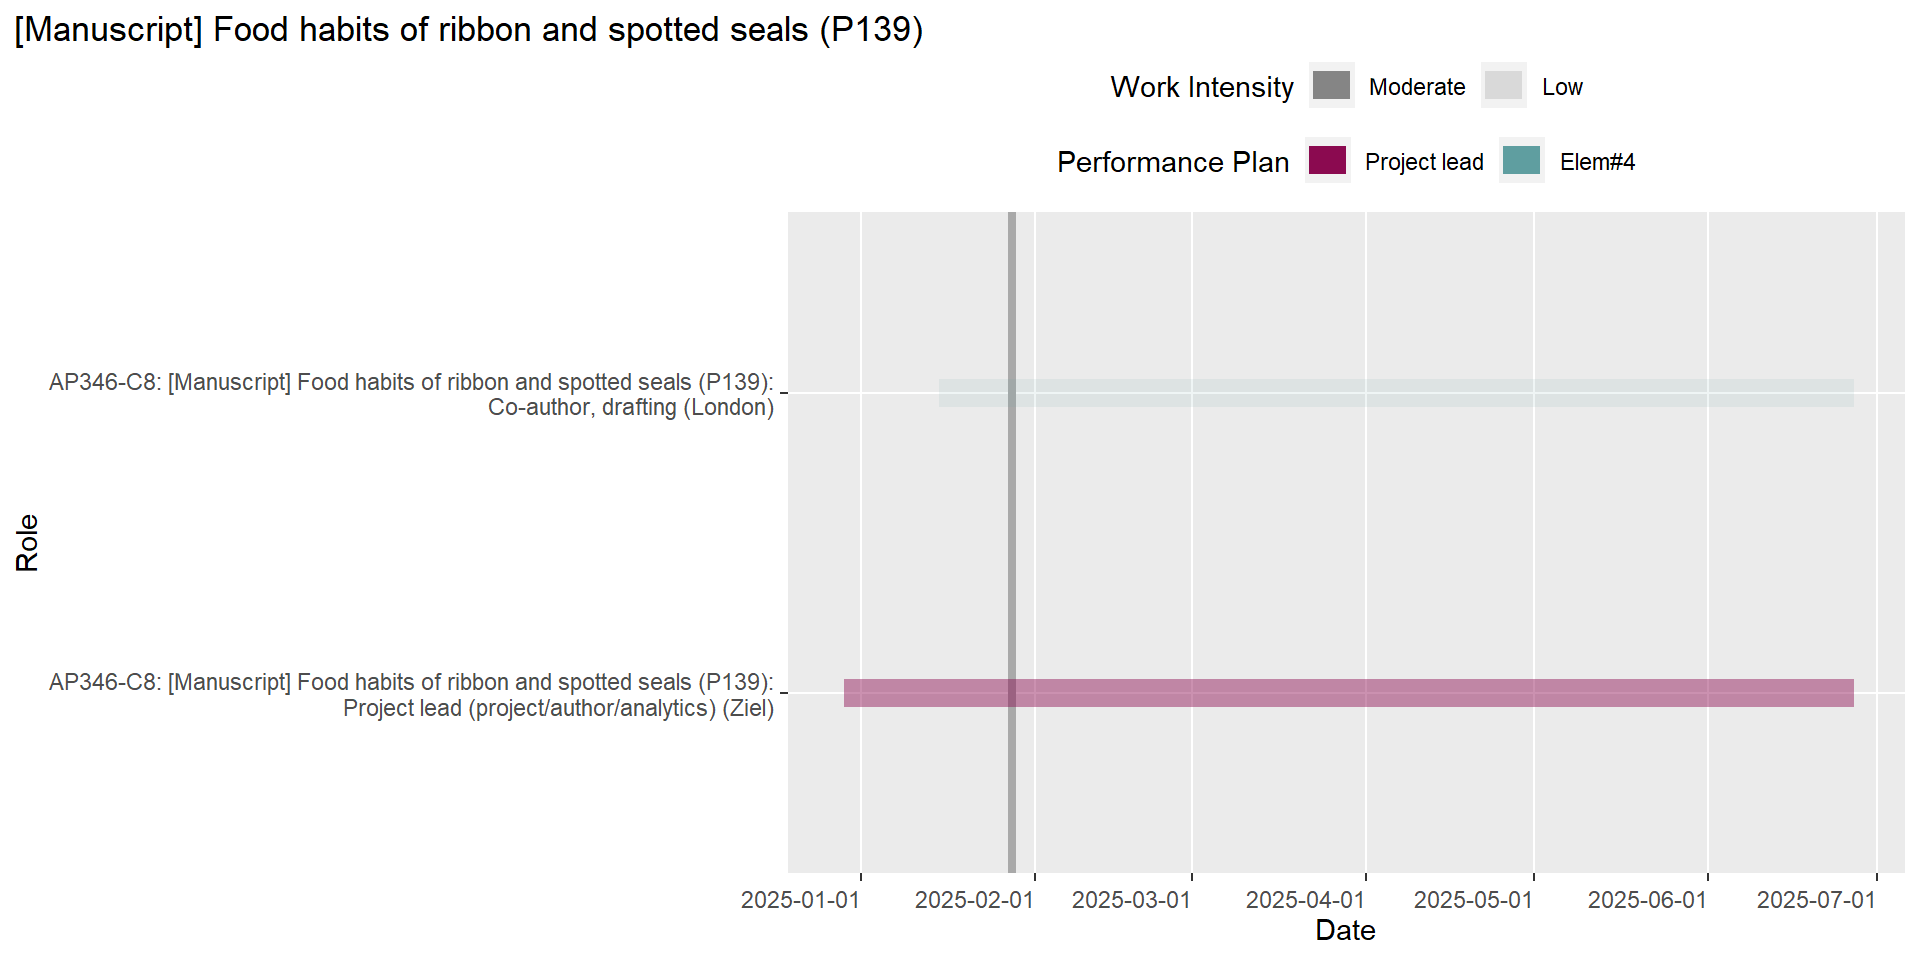 [Manuscript] Food habits of ribbon and spotted seals (P139)
Work Intensity Moderate Low
Performance Plan Project lead Elem#4
AP346-C8: [Manuscript] Food habits of ribbon and spotted seals (P139):
Co-author, drafting (London)
Role
AP346-C8: [Manuscript] Food habits of ribbon and spotted seals (P139):
Project lead (project/author/analytics) (Ziel)
2025-01-01 2025-02-01 2025-03-01 2025-04-01 2025-05-01 2025-06-01 2025-07-01
Date